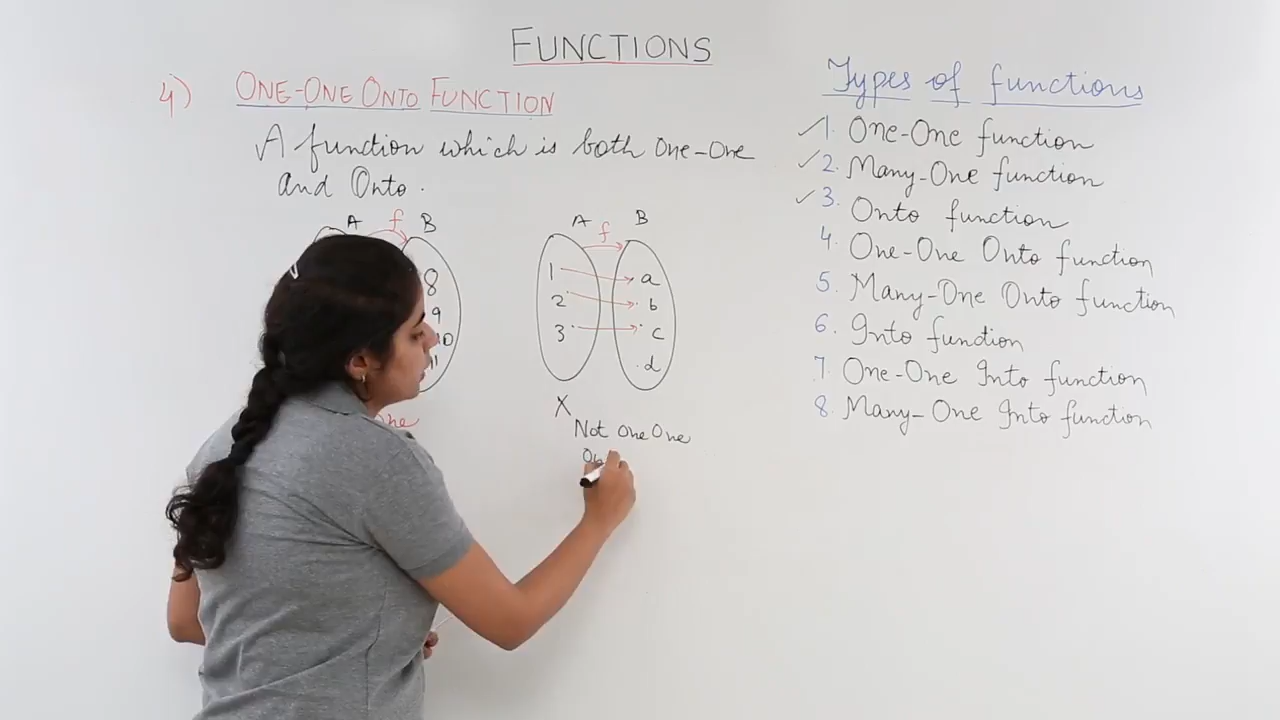 FUNCTIONS
4) ONE-ONE ONTO FUNCTION
A function which is both One-One
and Onto.
A f B
8
9
10
11
A f B
1 a
2 b
3 c
d
X
Not One One
Types of functions
1. One-One function
2. Many-One function
3. Onto function
4. One-One Onto function
5. Many-One Onto function
6. Into function
7. One-One Into function
8. Many-One Into function